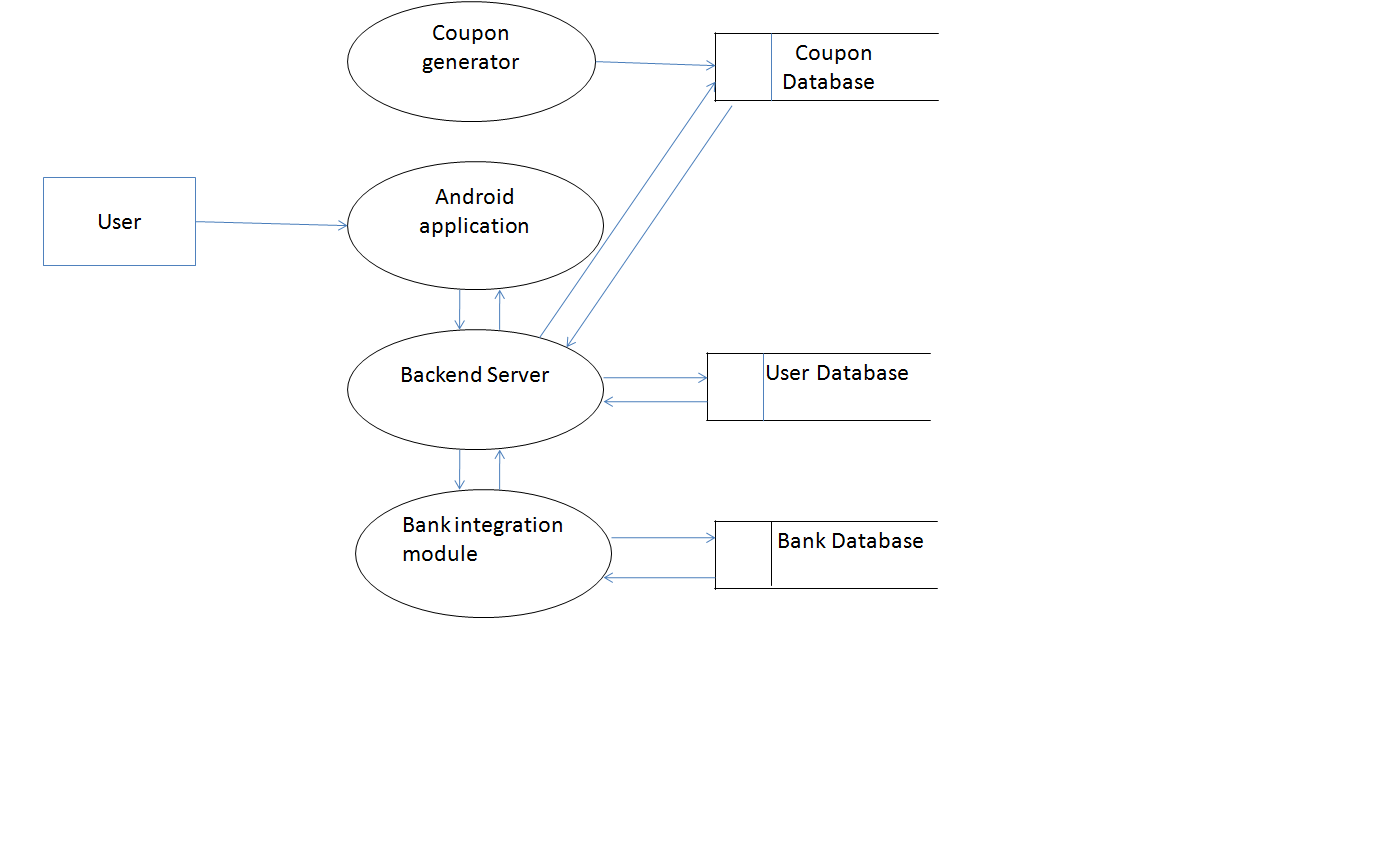 Coupon
generator
Coupon
Database
User
Android
application
Backend Server
User Database
Bank integration
module
Bank Database